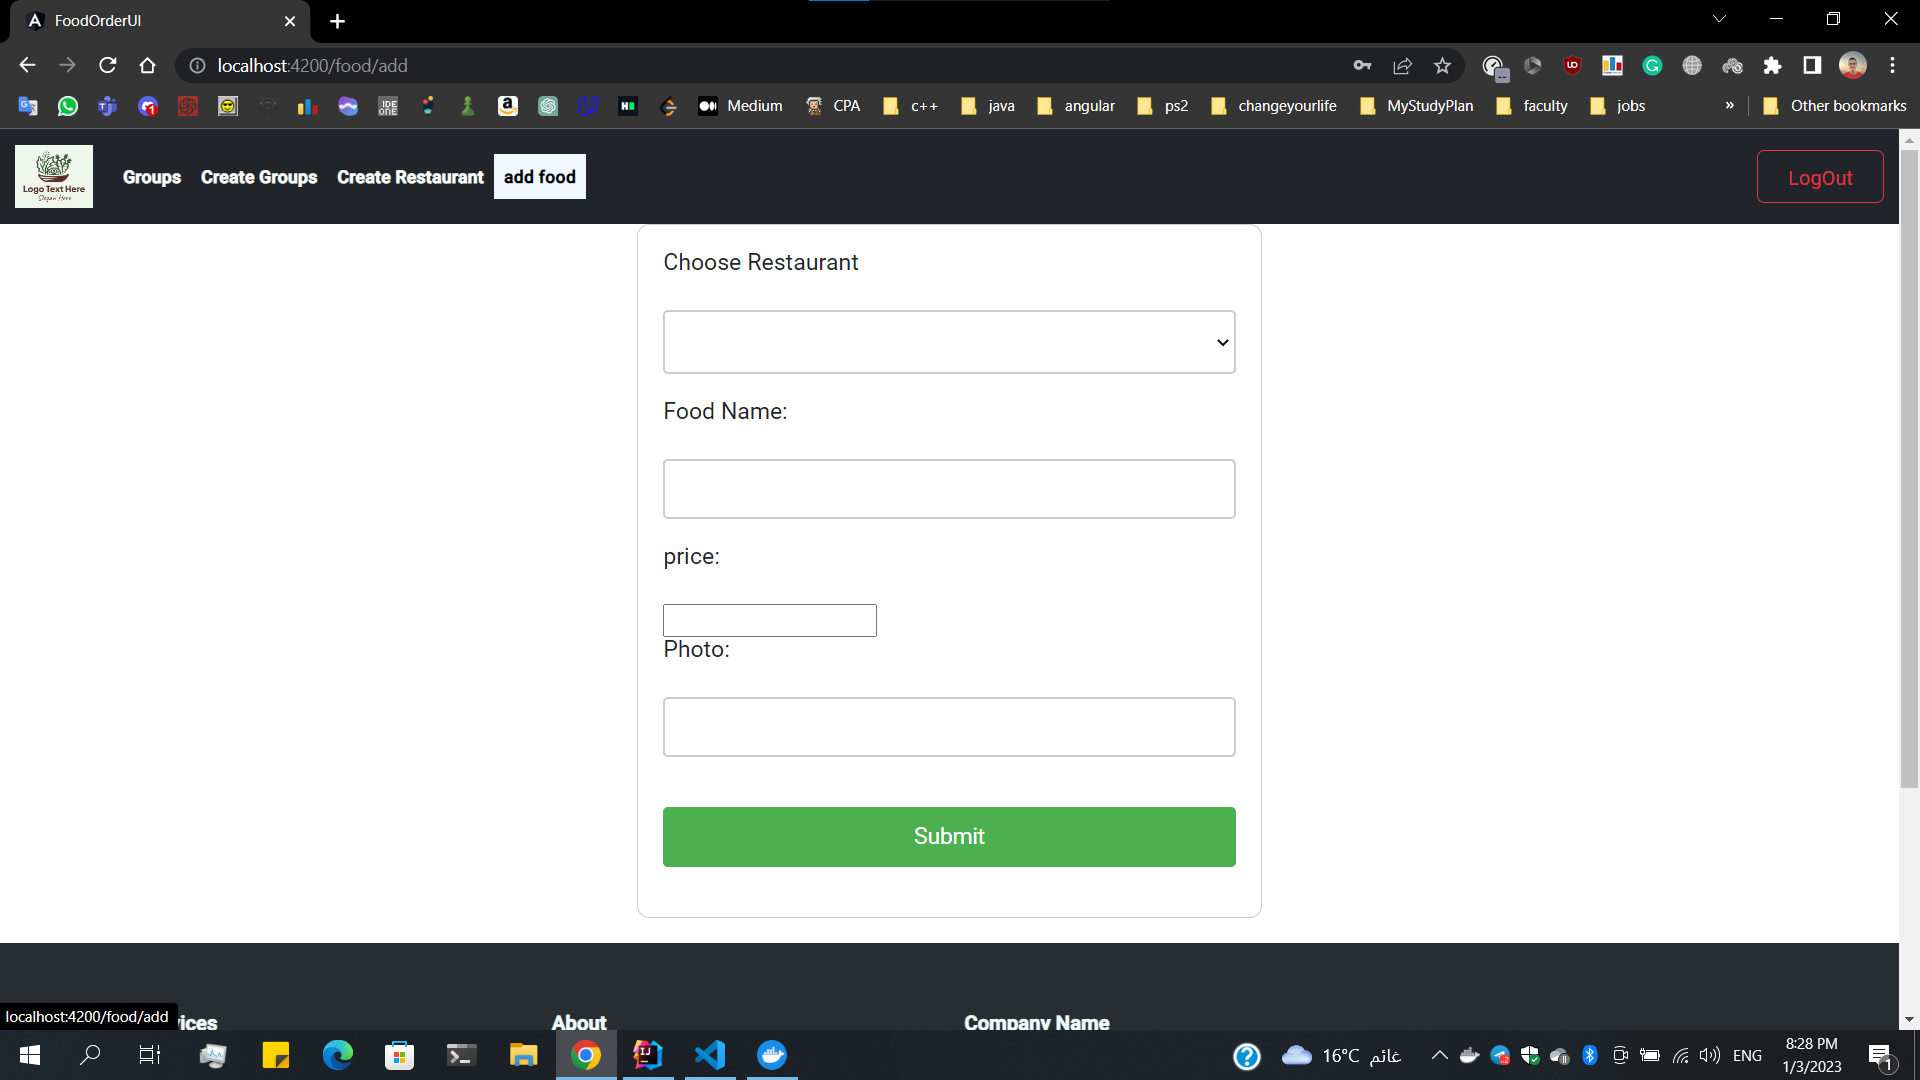 FoodOrderUI
localhost:4200/food/add
Medium CPA c++ java angular ps2 changeyourlife MyStudyPlan faculty jobs » Other bookmarks
Logo Text Here
Slogan Here
Groups Create Groups Create Restaurant add food LogOut
Choose Restaurant
Food Name:
price:
Photo:
Submit
localhost:4200/food/add
vices About Company Name
16°C غائم ENG
8:28 PM
1/3/2023
1